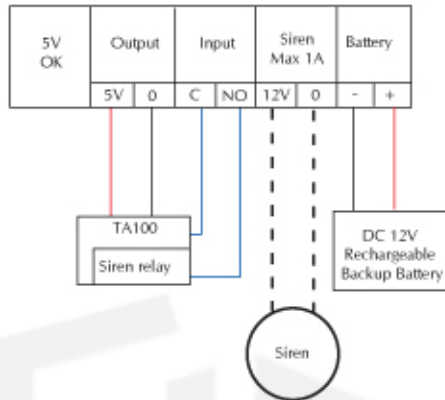 5V OK
Output
Input
Siren Max 1A
Battery
5V 0 C NO 12V 0 - +
TA100
Siren relay
DC 12V
Rechargeable
Backup Battery
Siren